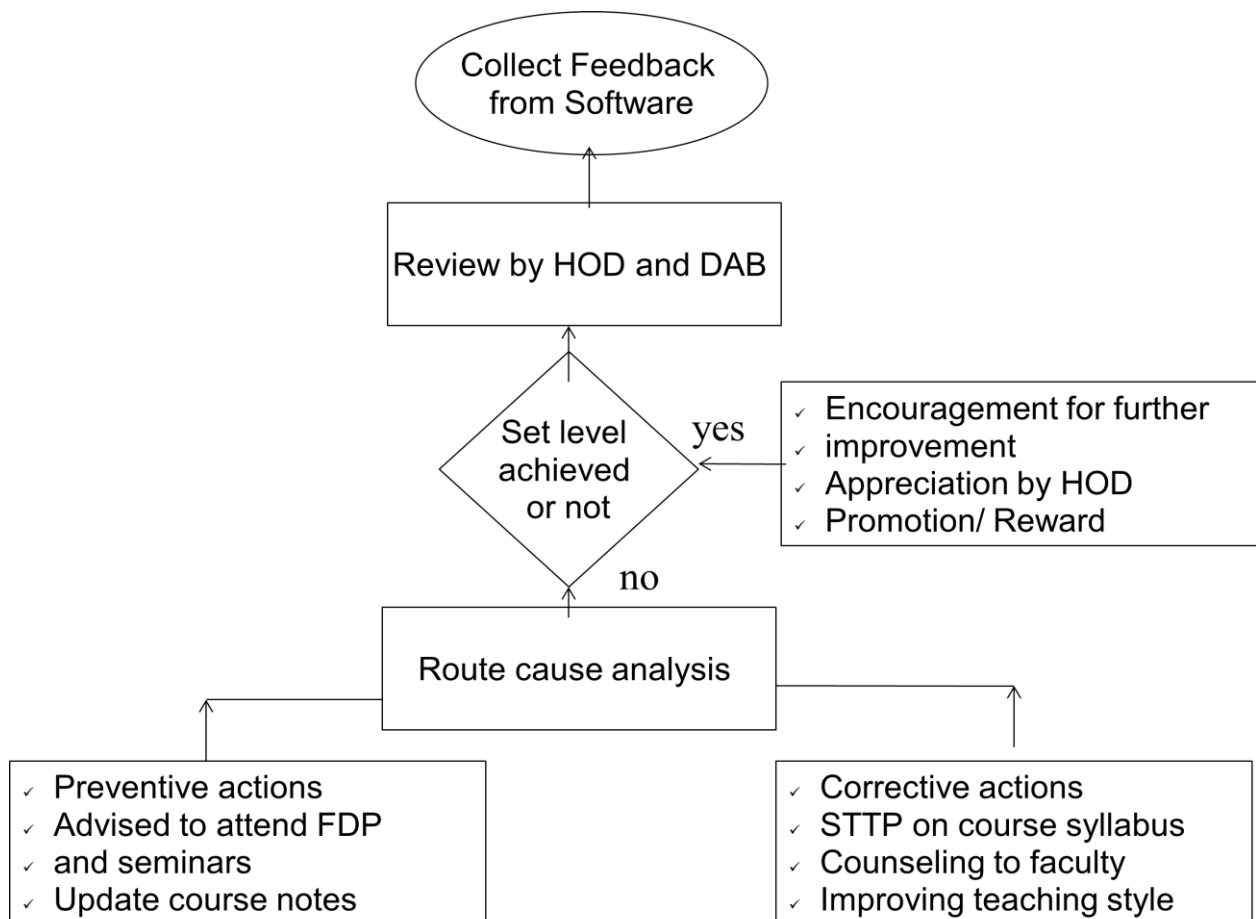 Collect Feedback
from Software
Review by HOD and DAB
Set level
achieved
or not
yes
✓ Encouragement for further
✓ improvement
✓ Appreciation by HOD
✓ Promotion/ Reward
no
Route cause analysis
✓ Preventive actions
✓ Advised to attend FDP
✓ and seminars
✓ Update course notes
✓ Corrective actions
✓ STTP on course syllabus
✓ Counseling to faculty
✓ Improving teaching style